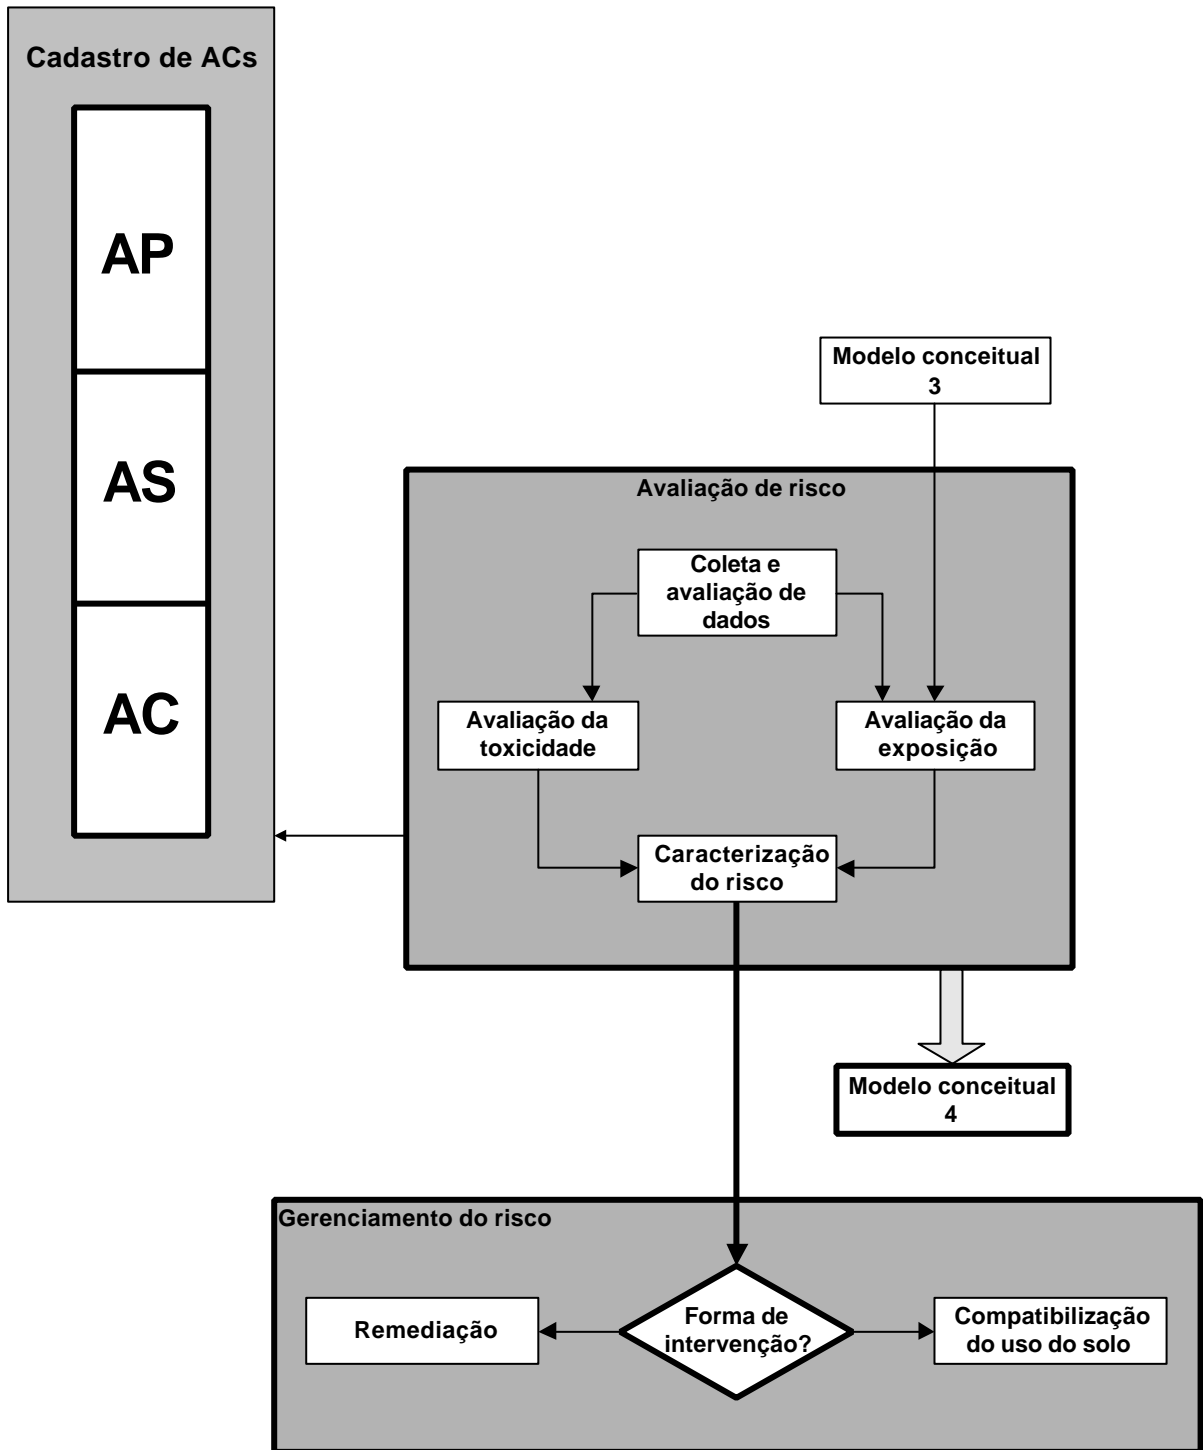 Cadastro de ACs
AP
AS
AC
Modelo conceitual
3
Avaliação de risco
Coleta e
avaliação de
dados
Avaliação da
toxicidade
Avaliação da
exposição
Caracterização
do risco
Modelo conceitual
4
Gerenciamento do risco
Remediação
Forma de
intervenção?
Compatibilização
do uso do solo